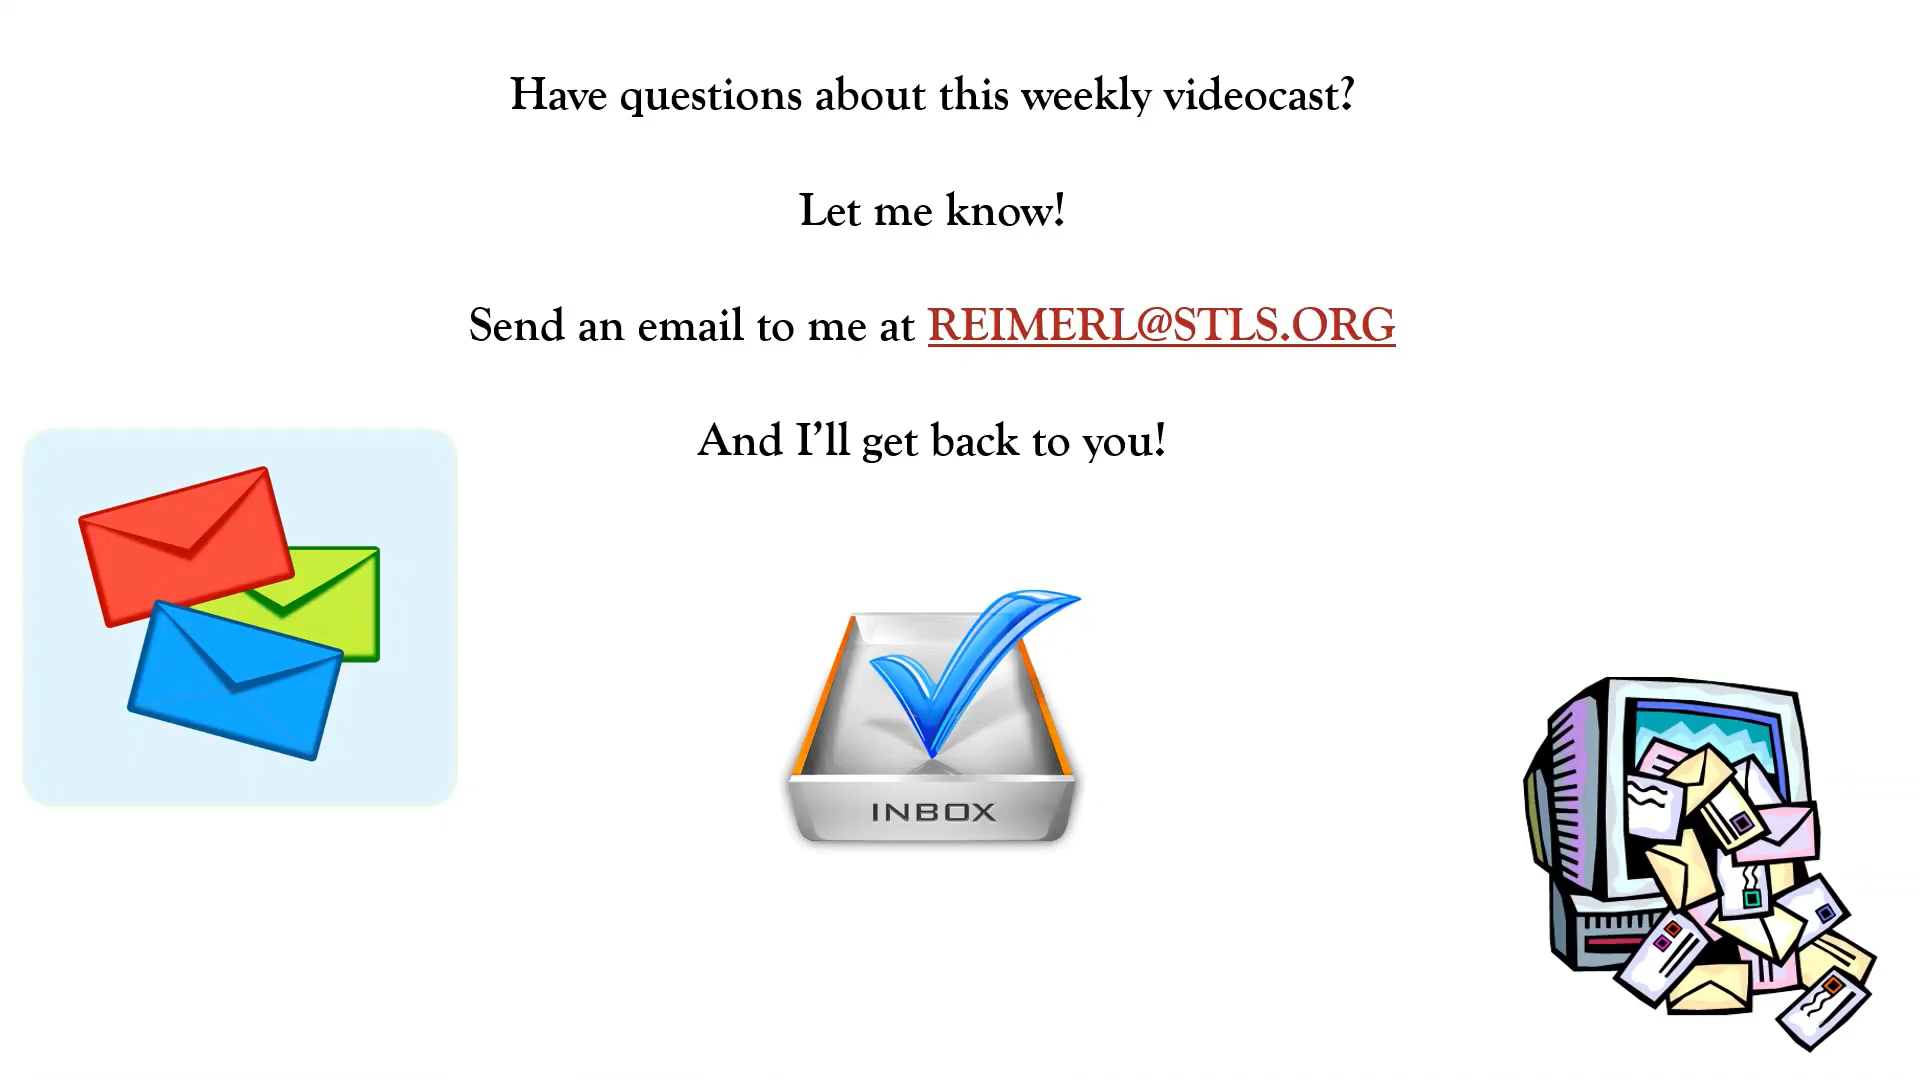 Have questions about this weekly videocast?
Let me know!
Send an email to me at REIMERL@STLS.ORG
And I’ll get back to you!
INBOX